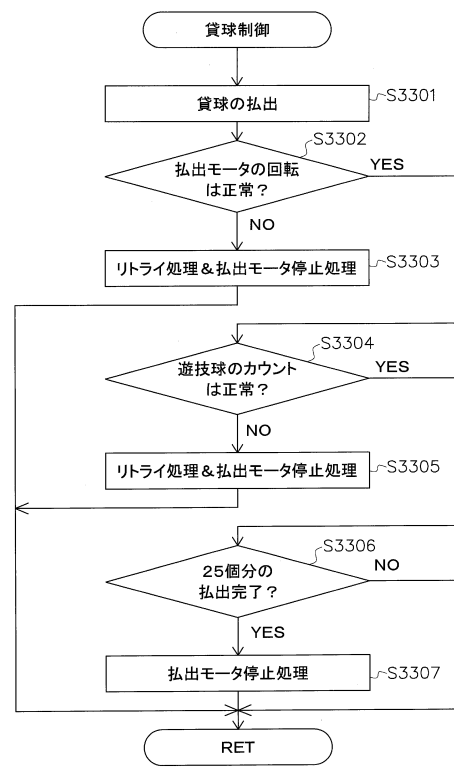 貸球制御
貸球の払出
S3301
S3302
払出モータの回転
は正常？
YES
NO
リトライ処理＆払出モータ停止処理
S3303
S3304
遊技球のカウント
は正常？
YES
NO
リトライ処理＆払出モータ停止処理
S3305
S3306
25個分の
払出完了？
NO
YES
払出モータ停止処理
S3307
RET